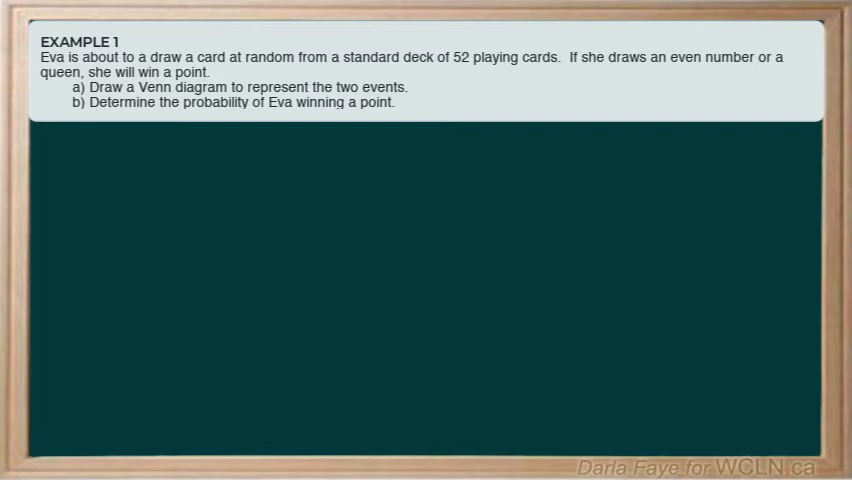 EXAMPLE 1
Eva is about to a draw a card at random from a standard deck of 52 playing cards.  If she draws an even number or a
queen, she will win a point.
a) Draw a Venn diagram to represent the two events.
b) Determine the probability of Eva winning a point.
Darla Faye for WCLN.ca